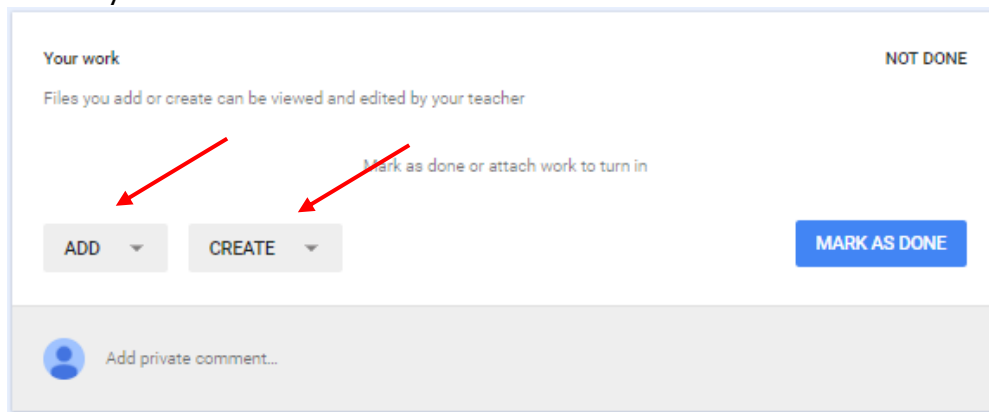 Your work NOT DONE
Files you add or create can be viewed and edited by your teacher
Mark as done or attach work to turn in
ADD CREATE MARK AS DONE
Add private comment...